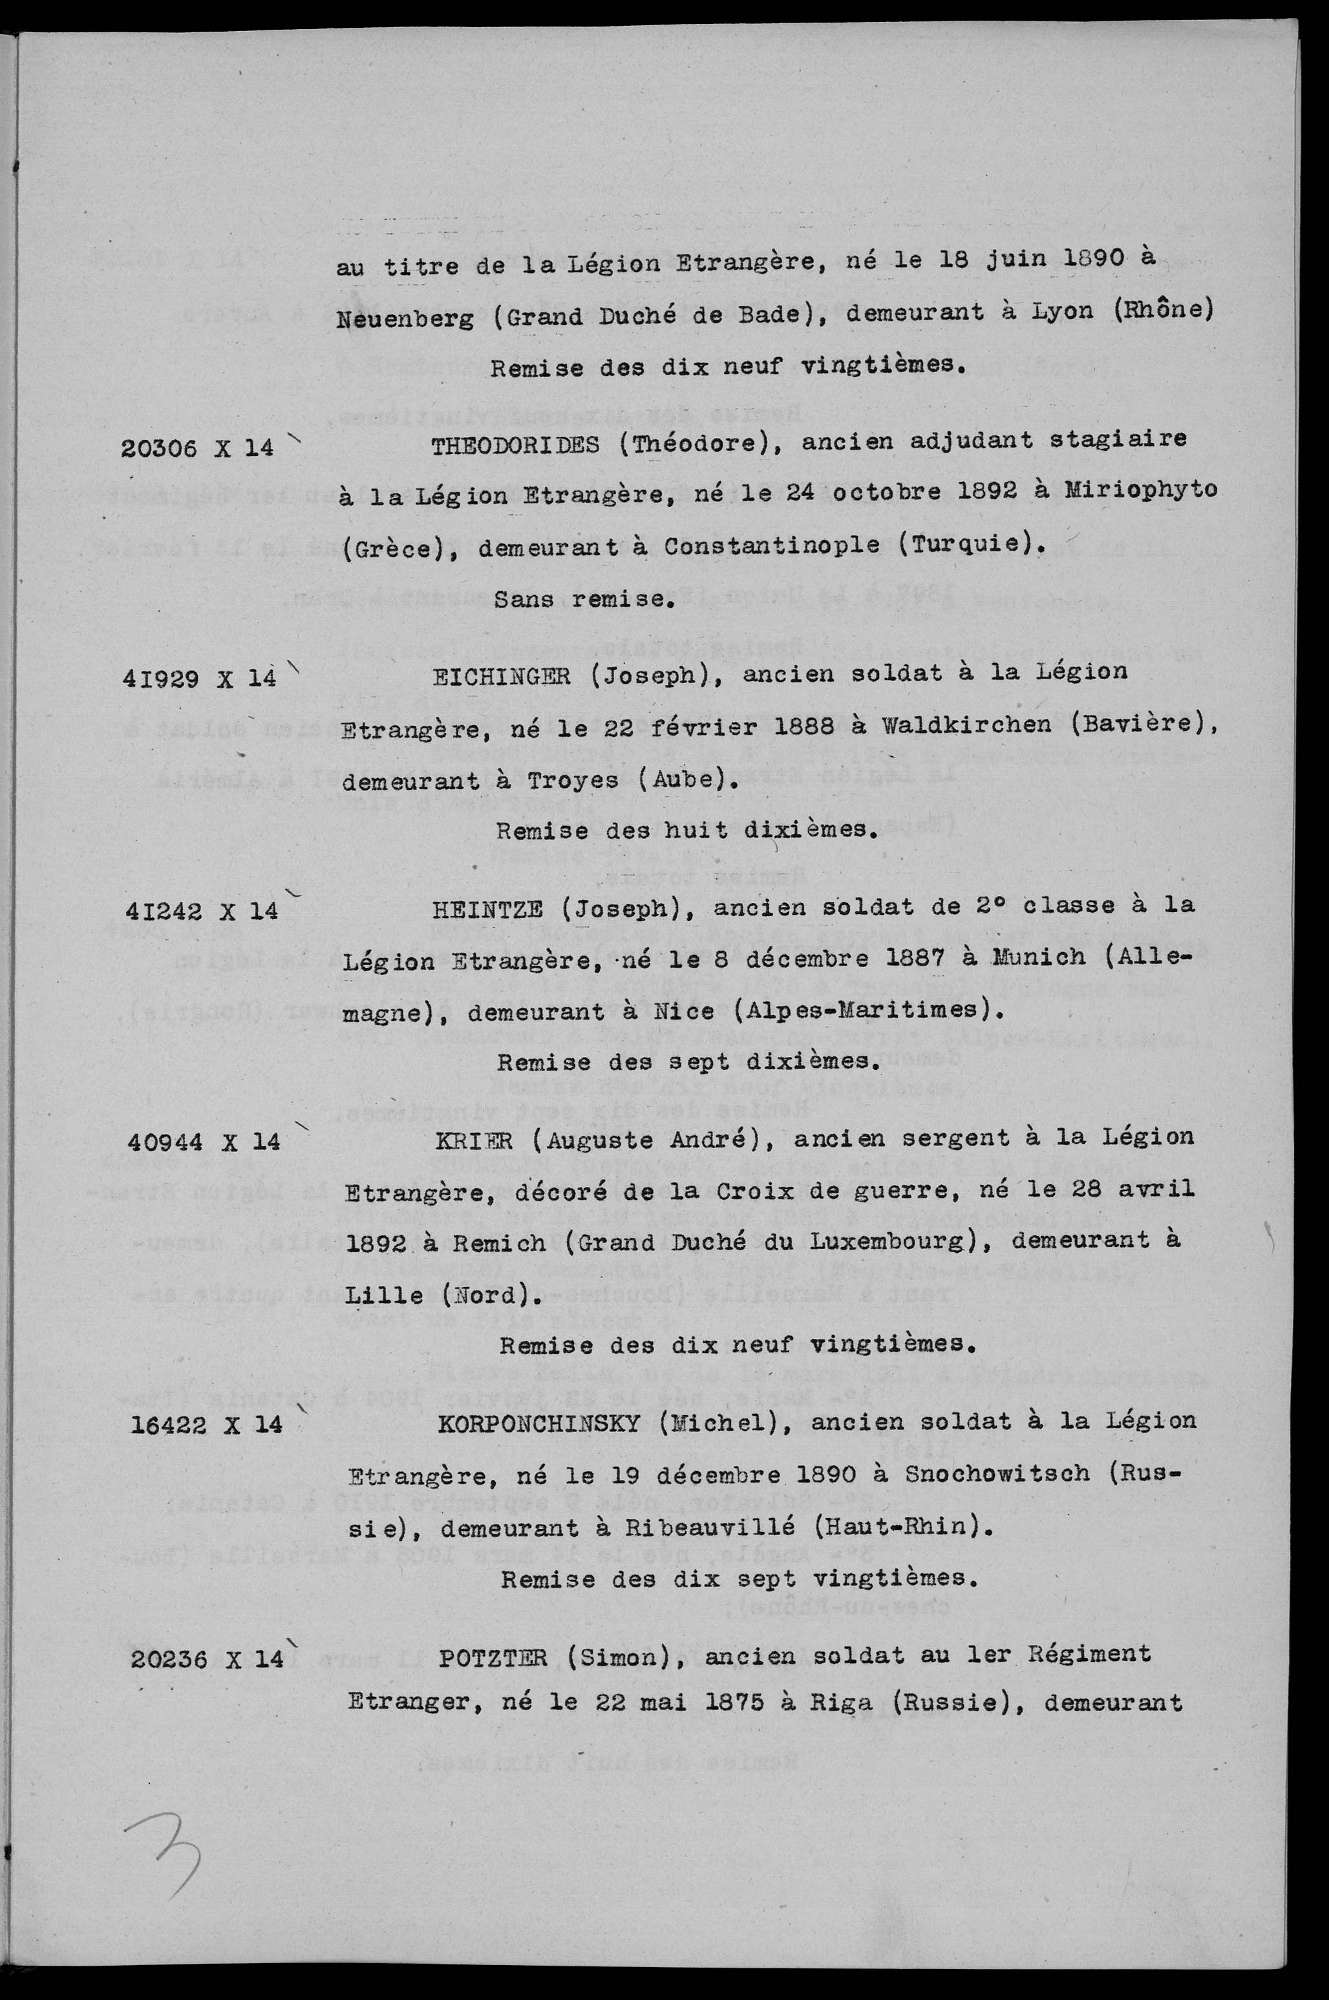 au titre de la Légion Etrangère, né le 18 juin 1890 à
Neuenberg (Grand Duché de Bade), demeurant à Lyon (Rhône)
Remise des dix neuf vingtièmes.
20306 X 14 THEODORIDES (Théodore), ancien adjudant stagiaire
à la Légion Etrangère, né le 24 octobre 1892 à Miriophyto
(Grèce), demeurant à Constantinople (Turquie).
Sans remise.
4I929 X 14 EICHINGER (Joseph), ancien soldat à la Légion
Etrangère, né le 22 février 1888 à Waldkirchen (Bavière),
demeurant à Troyes (Aube).
Remise des huit dixièmes.
4I242 X 14 HEINTZE (Joseph), ancien soldat de 2° classe à la
Légion Etrangère, né le 8 décembre 1887 à Munich (Alle-
magne), demeurant à Nice (Alpes-Maritimes).
Remise des sept dixièmes.
40944 X 14 KRIER (Auguste André), ancien sergent à la Légion
Etrangère, décoré de la Croix de guerre, né le 28 avril
1892 à Remich (Grand Duché du Luxembourg), demeurant à
Lille (Nord).
Remise des dix neuf vingtièmes.
16422 X 14 KORPONCHINSKY (Michel), ancien soldat à la Légion
Etrangère, né le 19 décembre 1890 à Snochowitsch (Rus-
sie), demeurant à Ribeauvillé (Haut-Rhin).
Remise des dix sept vingtièmes.
20236 X 14 POTZTER (Simon), ancien soldat au 1er Régiment
Etranger, né le 22 mai 1875 à Riga (Russie), demeurant
3